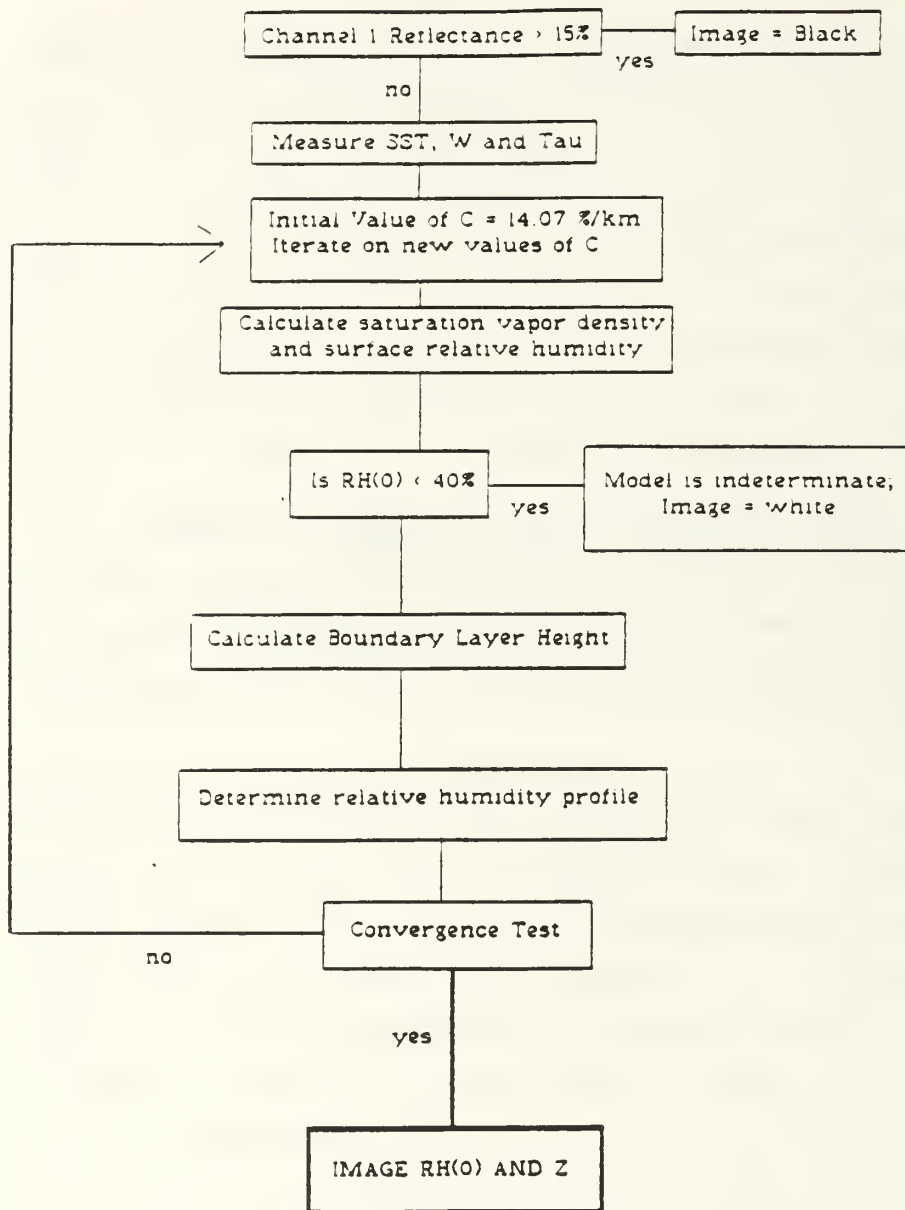 Channel 1 Reflectance > 15%
Image = Black
yes
no
Measure SST, W and Tau
Initial Value of C = 14.07 %/km
Iterate on new values of C
Calculate saturation vapor density
and surface relative humidity
Is RH(0) < 40%
yes
Model is indeterminate;
Image = white
Calculate Boundary Layer Height
Determine relative humidity profile
Convergence Test
no
yes
IMAGE RH(0) AND Z